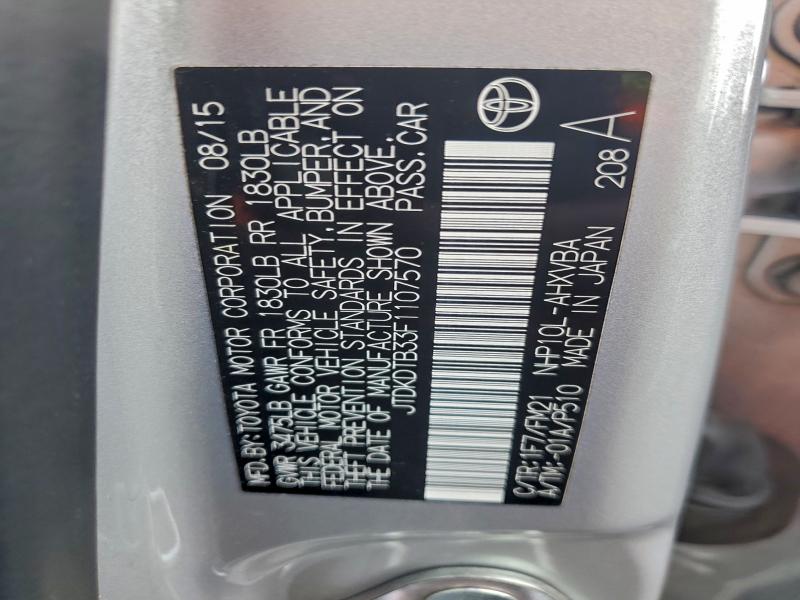 MFD.BY:TOYOTA MOTOR CORPORATION 08/15
GVWR 3475LB GAWR FR 1830LB RR 1830LB
THIS VEHICLE CONFORMS TO ALL APPLICABLE
FEDERAL MOTOR VEHICLE SAFETY,BUMPER,AND
THEFT PREVENTION STANDARDS IN EFFECT ON
THE DATE OF MANUFACTURE SHOWN ABOVE.
JTDKDTB33F1107570 PASS.CAR
C/TR:1F7/FM21 NHP10L-AHXVBA
A/TM:-01A/P510 MADE IN JAPAN 208 A